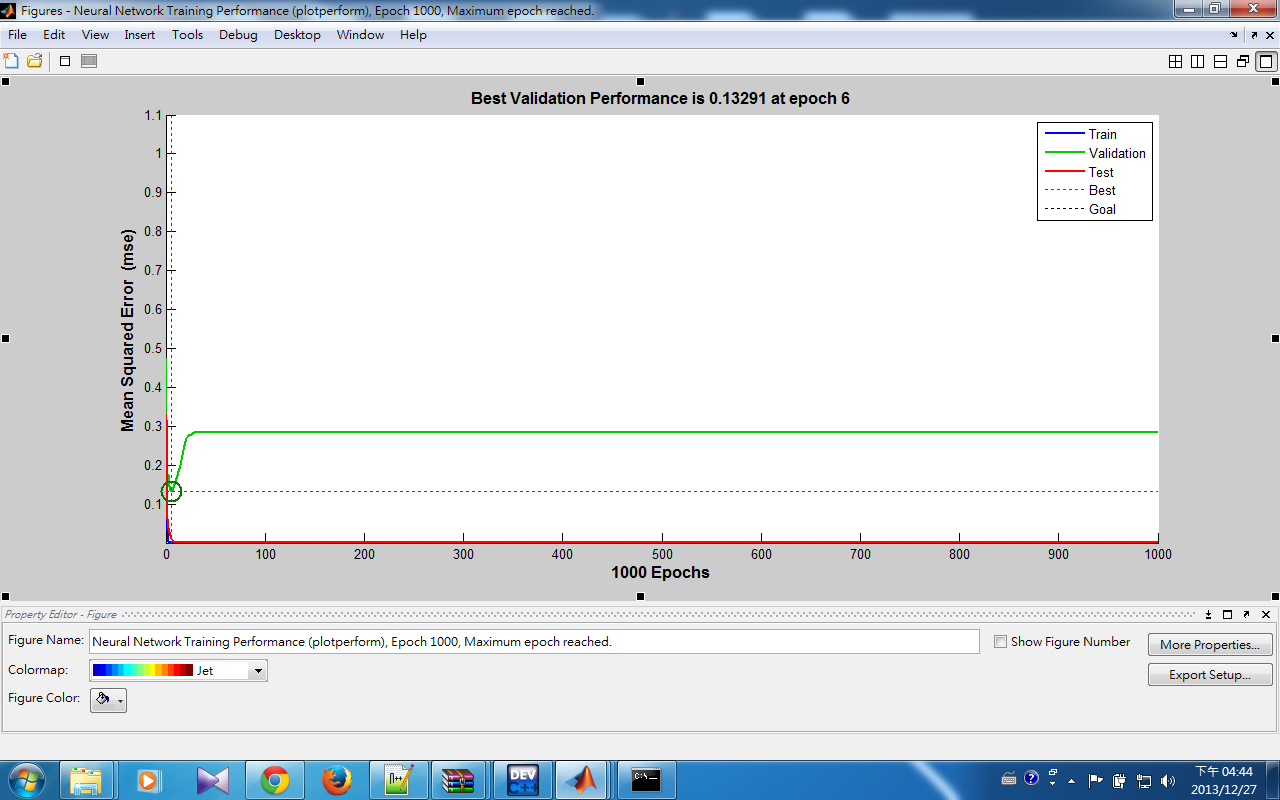 Figures - Neural Network Training Performance (plotperform), Epoch 1000, Maximum epoch reached.
File Edit View Insert Tools Debug Desktop Window Help
Best Validation Performance is 0.13291 at epoch 6
Mean Squared Error (mse)
1.1
1
0.9
0.8
0.7
0.6
0.5
0.4
0.3
0.2
0.1
Train
Validation
Test
Best
Goal
0 100 200 300 400 500 600 700 800 900 1000
1000 Epochs
Property Editor - Figure
Figure Name: Neural Network Training Performance (plotperform), Epoch 1000, Maximum epoch reached.
Show Figure Number
More Properties...
Colormap: Jet
Export Setup...
Figure Color:
DEV
C++
C:\
下午 04:44
2013/12/27